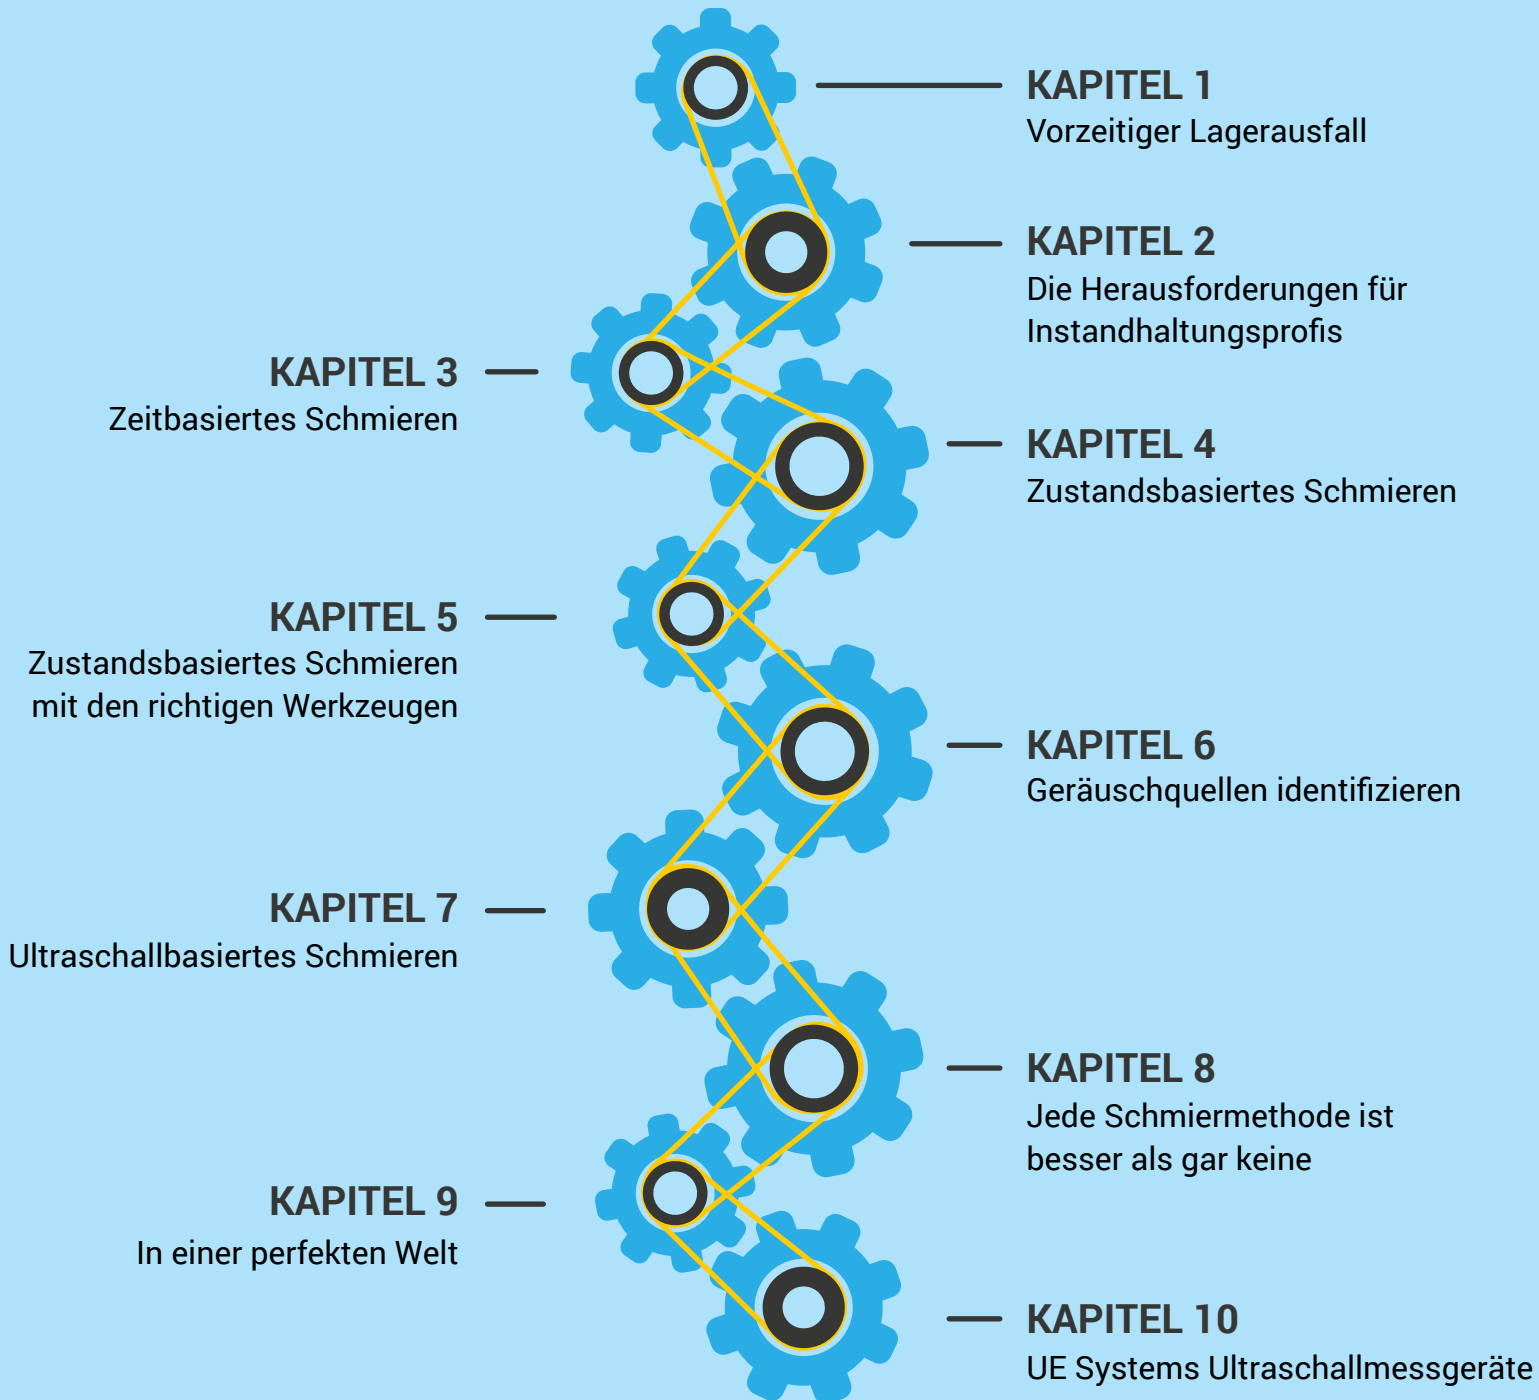 KAPITEL 1
Vorzeitiger Lagerausfall
KAPITEL 2
Die Herausforderungen für
Instandhaltungsprofis
KAPITEL 3
Zeitbasiertes Schmieren
KAPITEL 4
Zustandsbasiertes Schmieren
KAPITEL 5
Zustandsbasiertes Schmieren
mit den richtigen Werkzeugen
KAPITEL 6
Geräuschquellen identifizieren
KAPITEL 7
Ultraschallbasiertes Schmieren
KAPITEL 8
Jede Schmiermethode ist
besser als gar keine
KAPITEL 9
In einer perfekten Welt
KAPITEL 10
UE Systems Ultraschallmessgeräte